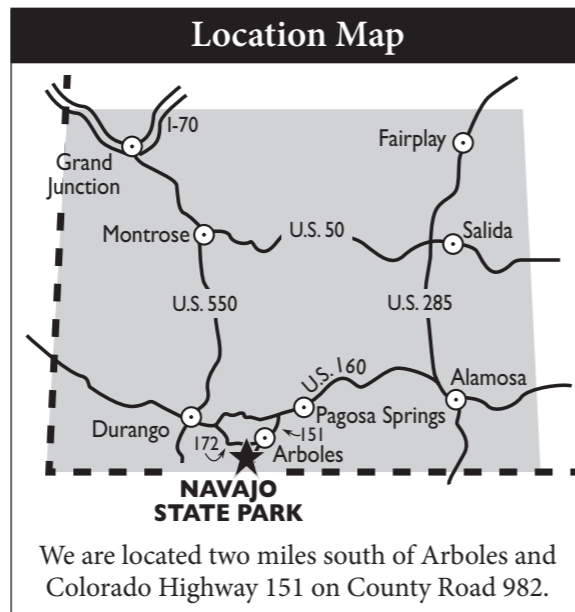 Location Map
I-70
Grand
Junction
Fairplay
Montrose
U.S. 50
Salida
U.S. 550
U.S. 285
U.S. 160
Alamosa
Durango
Pagosa Springs
172
151
Arboles
NAVAJO
STATE PARK
We are located two miles south of Arboles and
Colorado Highway 151 on County Road 982.